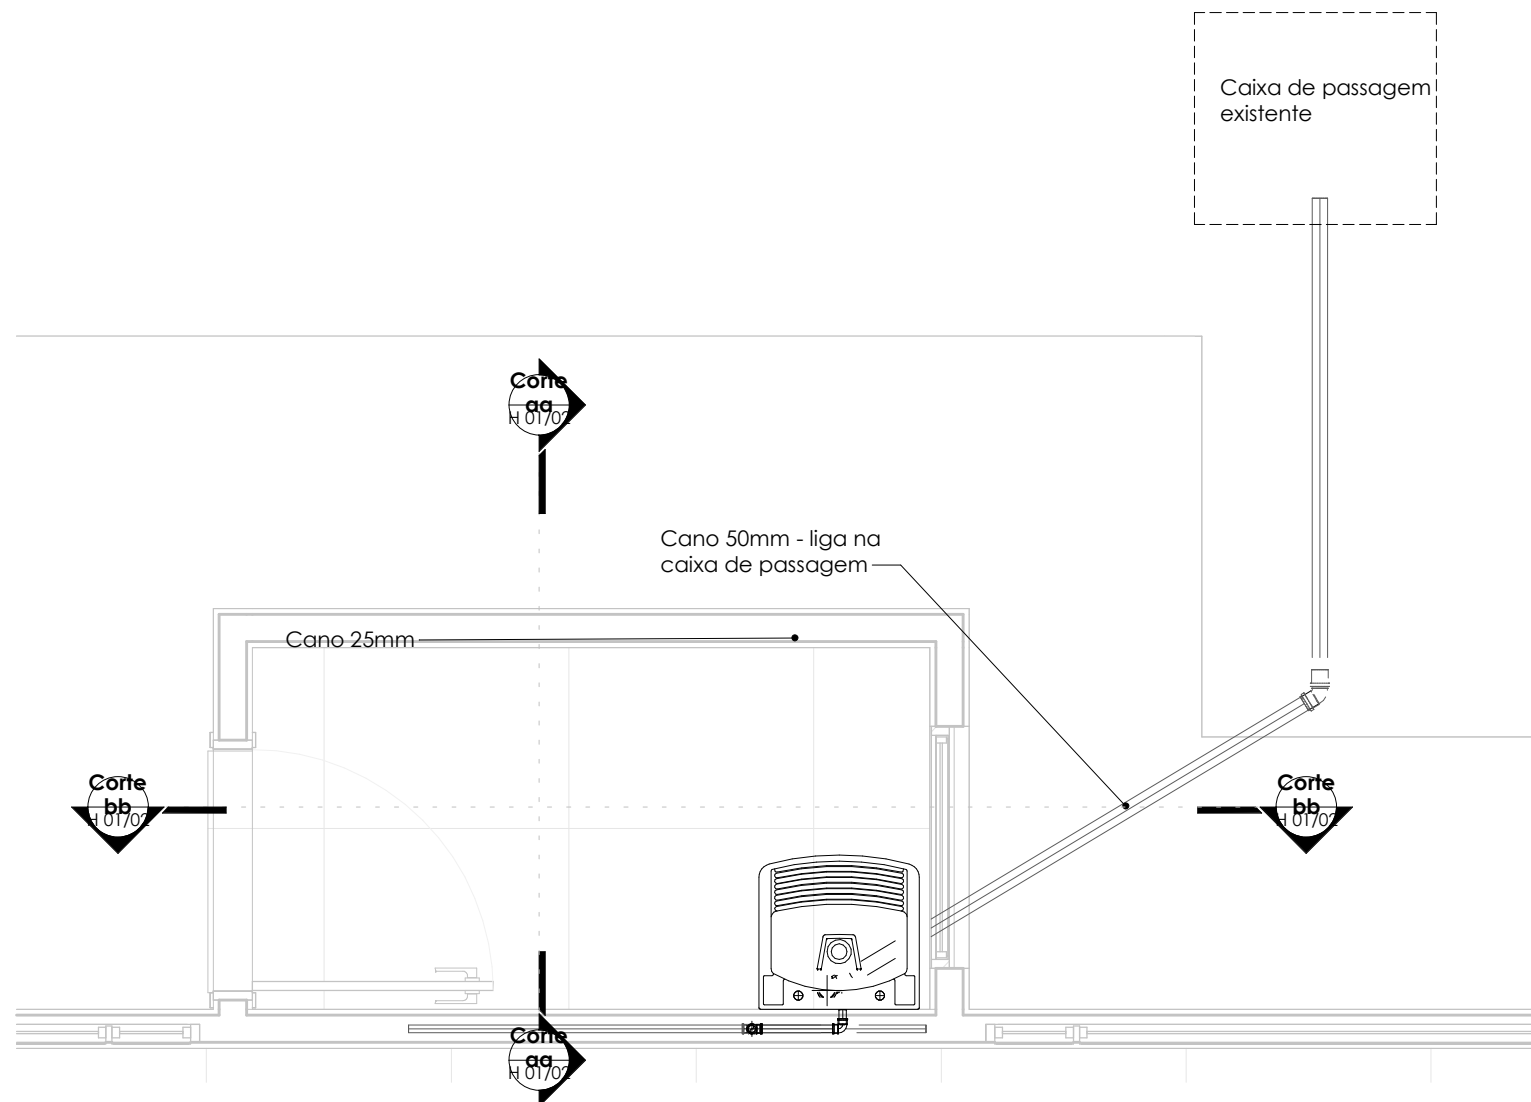 Caixa de passagem
existente
Corte
aa
H 01/02
Cano 50mm - liga na
caixa de passagem
Cano 25mm
Corte
bb
H 01/02
Corte
bb
H 01/02
Corte
aa
H 01/02